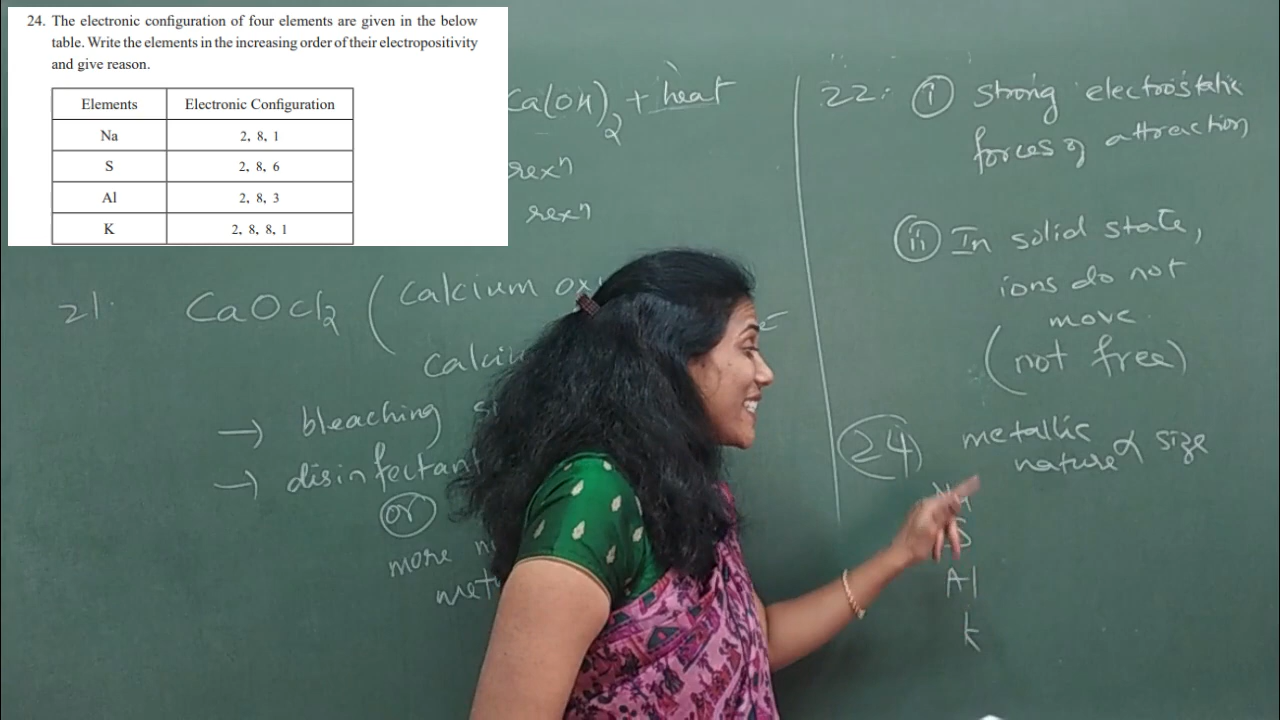 24. The electronic configuration of four elements are given in the below
table. Write the elements in the increasing order of their electropositivity
and give reason.
Elements Electronic Configuration
Na 2, 8, 1
S 2, 8, 6
Al 2, 8, 3
K 2, 8, 8, 1
Ca(OH)2 + heat
rexn
rexn
21. CaOCl2 ( Calcium
→ bleaching
→ disinfectant
or
more
22. i strong electrostatic
forces of attraction
ii In solid state,
ions do not
move.
(not free)
24 metallic
nature ∝ size
S
Al
K